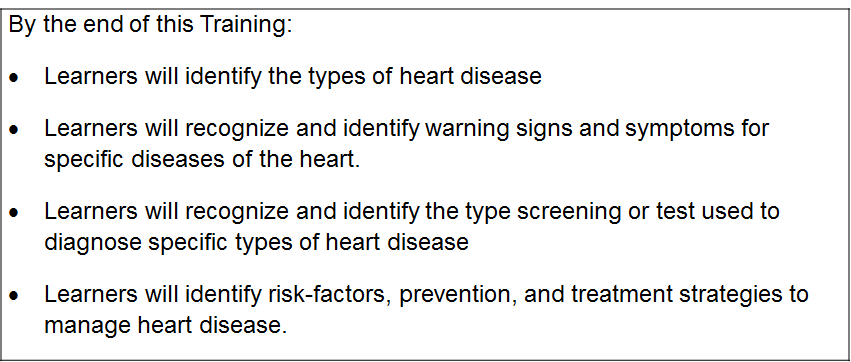 By the end of this Training:
• Learners will identify the types of heart disease
• Learners will recognize and identify warning signs and symptoms for
specific diseases of the heart.
• Learners will recognize and identify the type screening or test used to
diagnose specific types of heart disease
• Learners will identify risk-factors, prevention, and treatment strategies to
manage heart disease.